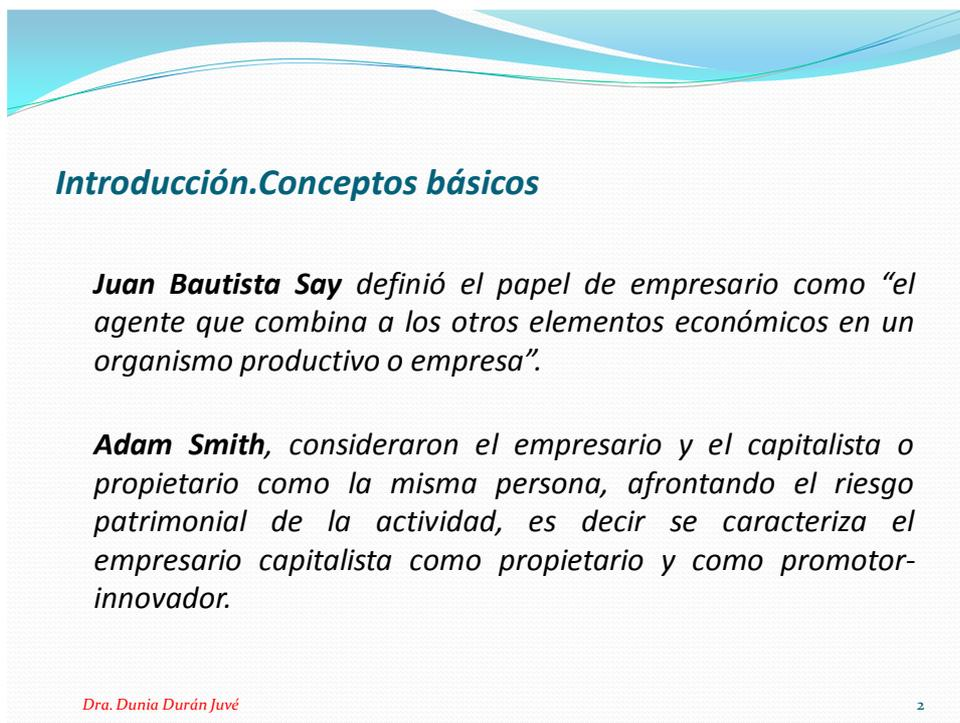 Introducción.Conceptos básicos
Juan Bautista Say definió el papel de empresario como “el
agente que combina a los otros elementos económicos en un
organismo productivo o empresa”.
Adam Smith, consideraron el empresario y el capitalista o
propietario como la misma persona, afrontando el riesgo
patrimonial de la actividad, es decir se caracteriza el
empresario capitalista como propietario y como promotor-
innovador.
Dra. Dunia Durán Juvé
2